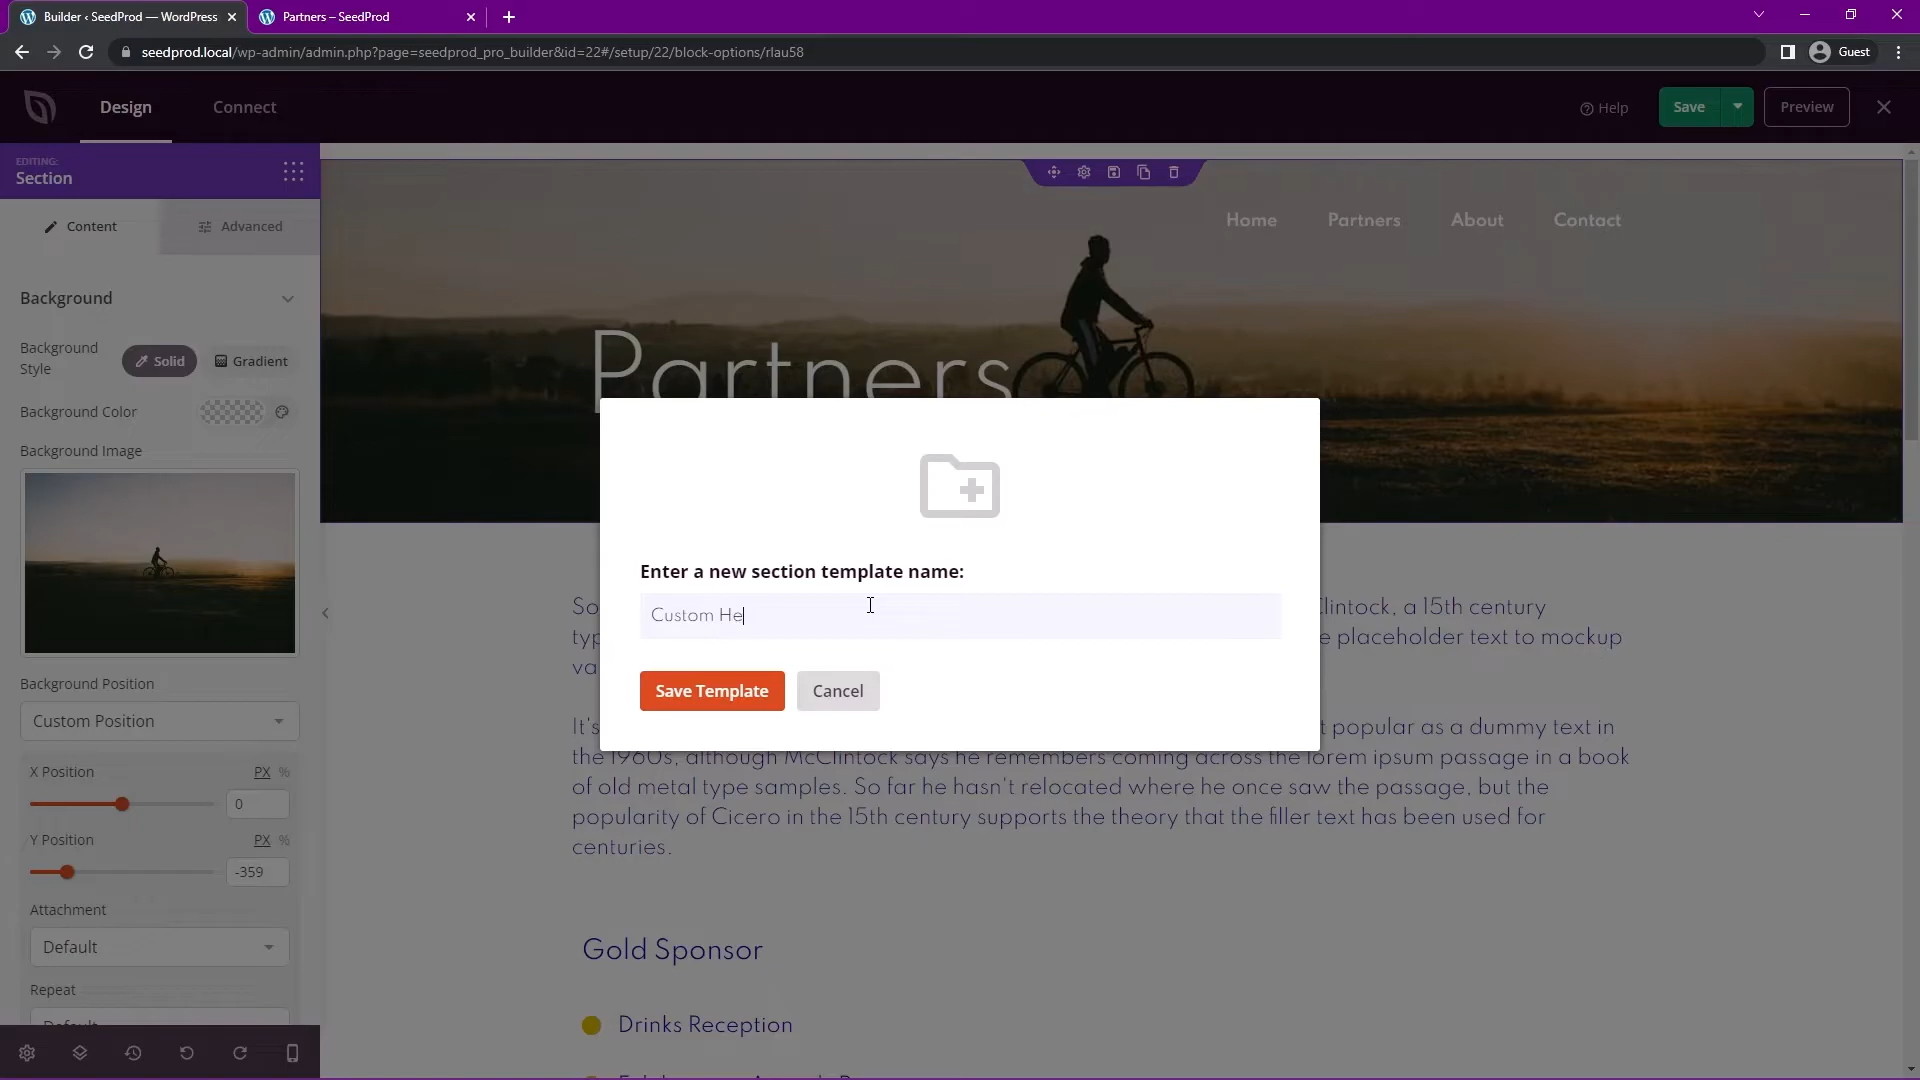 Builder ‹ SeedProd — WordPress
Partners – SeedProd
seedprod.local/wp-admin/admin.php?page=seedprod_pro_builder&id=22#/setup/22/block-options/rlau58
Guest
Design
Connect
Help
Save
Preview
EDITING:
Section
Content
Advanced
Home
Partners
About
Contact
Background
Background Style
Solid
Gradient
Background Color
Background Image
Partners
Enter a new section template name:
Custom He
Save Template
Cancel
So
Clintock, a 15th century
typ
e placeholder text to mockup
va
It's
t popular as a dummy text in
the 1960s, although McClintock says he remembers coming across the lorem ipsum passage in a book
of old metal type samples. So far he hasn't relocated where he once saw the passage, but the
popularity of Cicero in the 15th century supports the theory that the filler text has been used for
centuries.
Background Position
Custom Position
X Position
PX %
0
Y Position
PX %
-359
Attachment
Default
Repeat
Default
Gold Sponsor
Drinks Reception